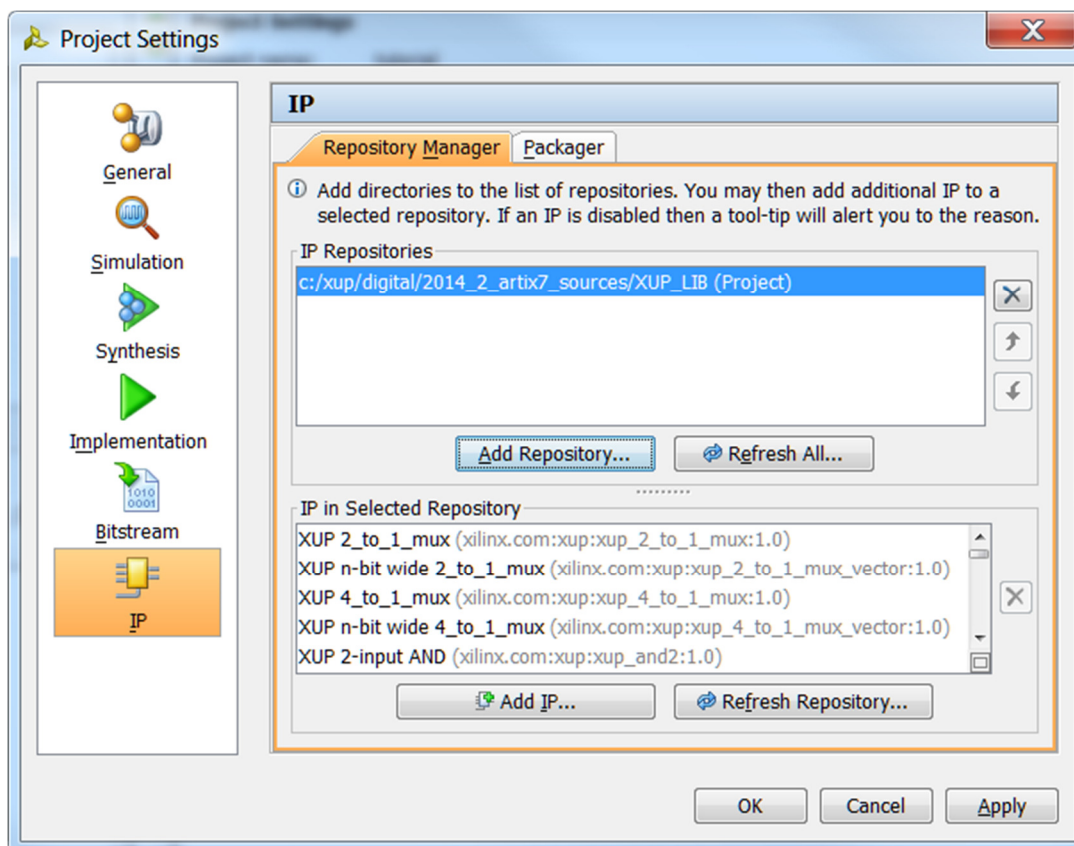 Project Settings
General
Simulation
Synthesis
Implementation
1010
0001
Bitstream
IP
IP
Repository Manager
Packager
Add directories to the list of repositories. You may then add additional IP to a
selected repository. If an IP is disabled then a tool-tip will alert you to the reason.
IP Repositories
c:/xup/digital/2014_2_artix7_sources/XUP_LIB (Project)
Add Repository...
Refresh All...
IP in Selected Repository
XUP 2_to_1_mux (xilinx.com:xup:xup_2_to_1_mux:1.0)
XUP n-bit wide 2_to_1_mux (xilinx.com:xup:xup_2_to_1_mux_vector:1.0)
XUP 4_to_1_mux (xilinx.com:xup:xup_4_to_1_mux:1.0)
XUP n-bit wide 4_to_1_mux (xilinx.com:xup:xup_4_to_1_mux_vector:1.0)
XUP 2-input AND (xilinx.com:xup:xup_and2:1.0)
Add IP...
Refresh Repository...
OK
Cancel
Apply